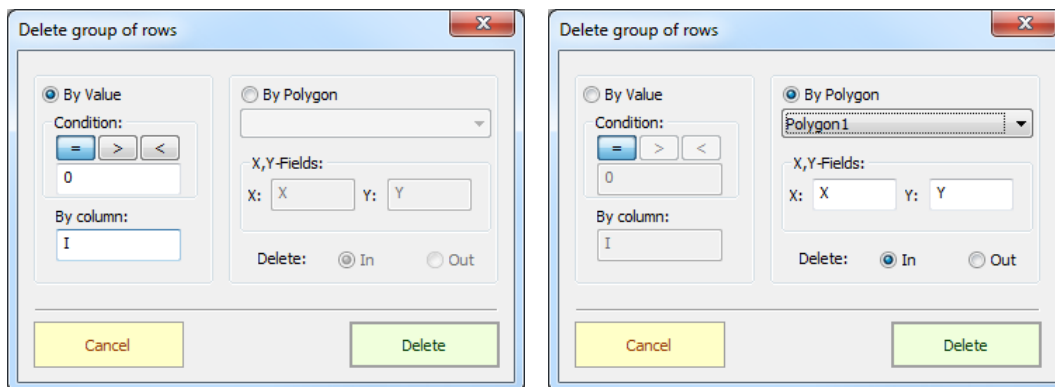 Delete group of rows
x
By Value
Condition:
= > <
0
By column:
I
By Polygon
X,Y-Fields:
X: X Y: Y
Delete: In Out
Cancel Delete
Delete group of rows
x
By Value
Condition:
= > <
0
By column:
I
By Polygon
Polygon1
X,Y-Fields:
X: X Y: Y
Delete: In Out
Cancel Delete